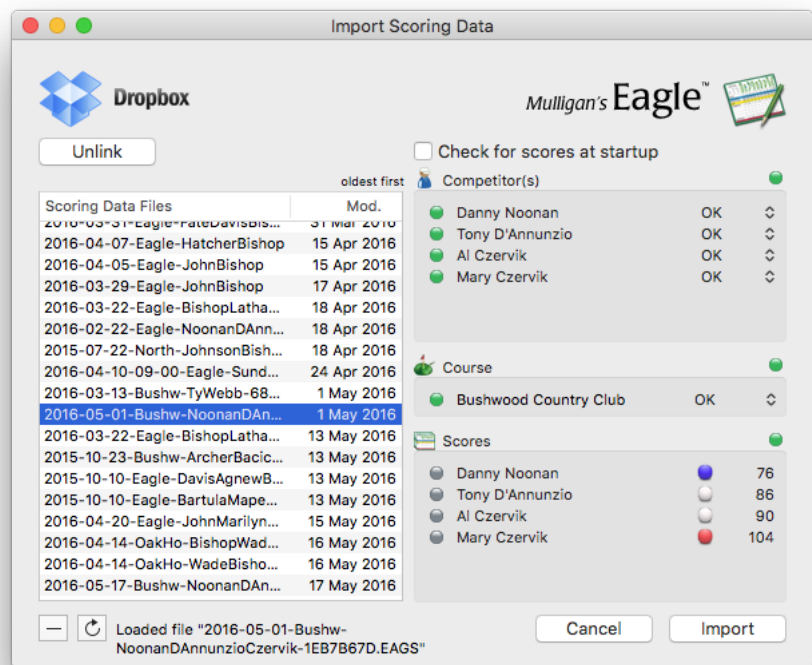 Import Scoring Data
Dropbox
Mulligan's Eagle™
Unlink
Check for scores at startup
oldest first
Competitor(s)
Scoring Data Files Mod.
2016-03-31-Eagle-PateDavisBis... 31 Mar 2016
2016-04-07-Eagle-HatcherBishop 15 Apr 2016
2016-04-05-Eagle-JohnBishop 15 Apr 2016
2016-03-29-Eagle-JohnBishop 17 Apr 2016
2016-03-22-Eagle-BishopLatha... 18 Apr 2016
2016-02-22-Eagle-NoonanDAnn... 18 Apr 2016
2015-07-22-North-JohnsonBish... 18 Apr 2016
2016-04-10-09-00-Eagle-Sund... 24 Apr 2016
2016-03-13-Bushw-TyWebb-68... 1 May 2016
2016-05-01-Bushw-NoonanDAn... 1 May 2016
2016-03-22-Eagle-BishopLatha... 13 May 2016
2015-10-23-Bushw-ArcherBacic... 13 May 2016
2015-10-10-Eagle-DavisAgnewB... 13 May 2016
2015-10-10-Eagle-BartulaMape... 13 May 2016
2016-04-20-Eagle-JohnMarilyn... 15 May 2016
2016-04-14-OakHo-BishopWad... 16 May 2016
2016-04-14-OakHo-WadeBisho... 16 May 2016
2016-05-17-Bushw-NoonanDAn... 17 May 2016
Danny Noonan OK
Tony D'Annunzio OK
Al Czervik OK
Mary Czervik OK
Course
Bushwood Country Club OK
Scores
Danny Noonan 76
Tony D'Annunzio 86
Al Czervik 90
Mary Czervik 104
Loaded file "2016-05-01-Bushw-
NoonanDAnnunzioCzervik-1EB7B67D.EAGS"
Cancel
Import